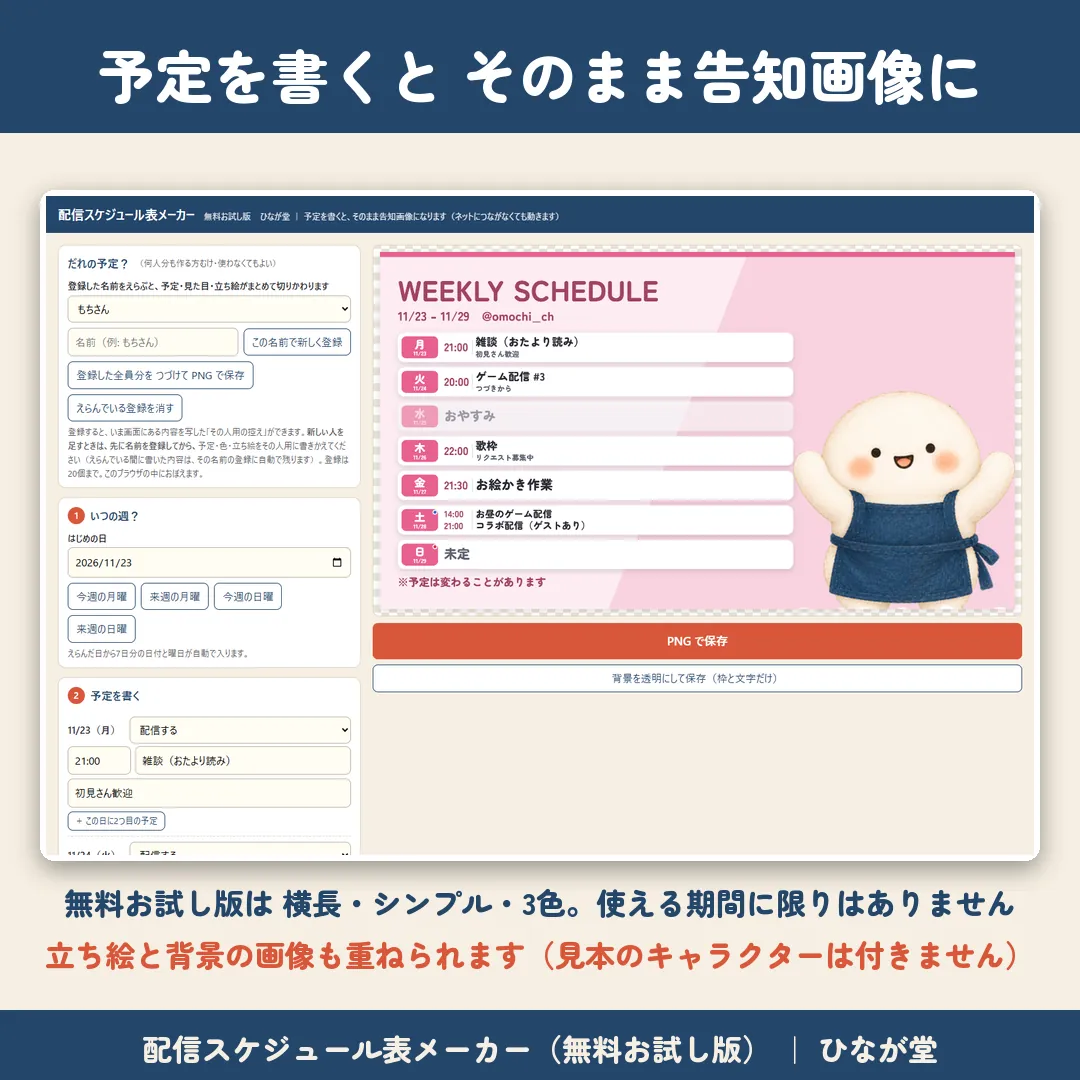 予定を書くと そのまま告知画像に
配信スケジュール表メーカー 無料お試し版 ひなが堂 | 予定を書くと、そのまま告知画像になります（ネットにつながなくても動きます）
だれの予定？ （何人分も作る方むけ・使わなくてもよい）
登録した名前をえらぶと、予定・見た目・立ち絵がまとめて切りかわります
もちさん
名前（例: もちさん）
この名前で新しく登録
登録した全員分を つづけて PNG で保存
えらんでいる登録を消す
登録すると、いま画面にある内容を写した「その人用の控え」ができます。新しい人を
足すときは、先に名前を登録してから、予定・色・立ち絵をその人用に書きかえてくだ
さい（えらんでいる間に書いた内容は、その名前の登録に自動で残ります）。登録は
20個まで。このブラウザの中におぼえます。
1 いつの週？
はじめの日
2026/11/23
今週の月曜 来週の月曜 今週の日曜
来週の日曜
えらんだ日から7日分の日付と曜日が自動で入ります。
2 予定を書く
11/23（月） 配信する
21:00 雑談（おたより読み）
初見さん歓迎
+ この日に2つ目の予定
11/24（火） 配信する
WEEKLY SCHEDULE
11/23 – 11/29 @omochi_ch
月 11/23 21:00 雑談（おたより読み）
初見さん歓迎
火 11/24 20:00 ゲーム配信 #3
つづきから
水 11/25 おやすみ
木 11/26 22:00 歌枠
リクエスト募集中
金 11/27 21:30 お絵かき作業
土 11/28 14:00 お昼のゲーム配信
21:00 コラボ配信（ゲストあり）
日 11/29 未定
※予定は変わることがあります
PNG で保存
背景を透明にして保存（枠と文字だけ）
無料お試し版は 横長・シンプル・3色。使える期間に限りはありません
立ち絵と背景の画像も重ねられます（見本のキャラクターは付きません）
配信スケジュール表メーカー（無料お試し版） | ひなが堂